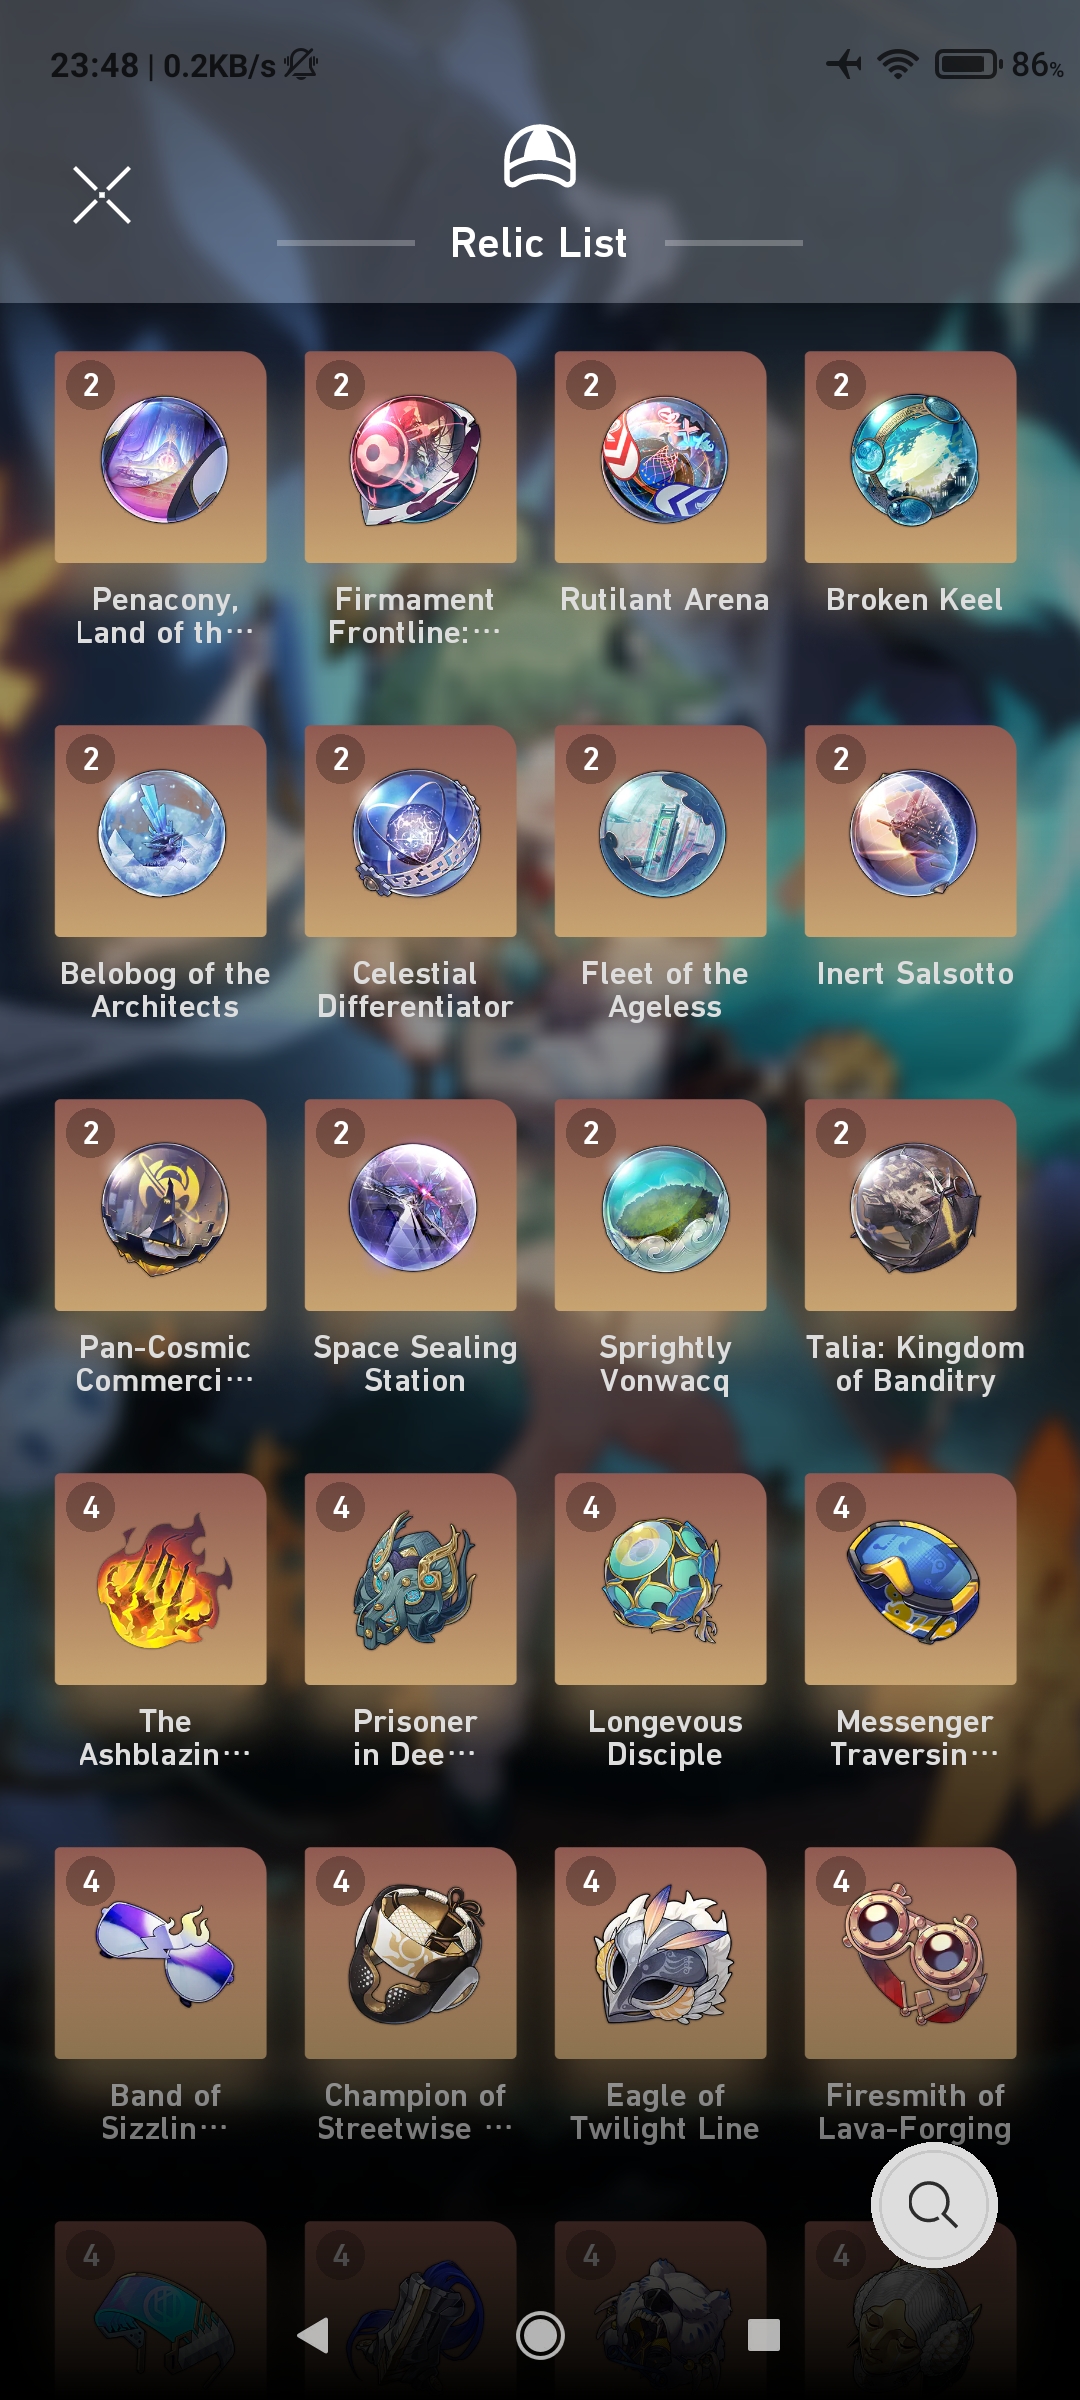 23:48 | 0.2KB/s
86%
Relic List
2
2
2
2
Penacony,
Land of th···
Firmament
Frontline:···
Rutilant Arena
Broken Keel
2
2
2
2
Belobog of the
Architects
Celestial
Differentiator
Fleet of the
Ageless
Inert Salsotto
2
2
2
2
Pan-Cosmic
Commerci···
Space Sealing
Station
Sprightly
Vonwacq
Talia: Kingdom
of Banditry
4
4
4
4
The
Ashblazin···
Prisoner
in Dee···
Longevous
Disciple
Messenger
Traversin···
4
4
4
4
Band of
Sizzlin···
Champion of
Streetwise ···
Eagle of
Twilight Line
Firesmith of
Lava-Forging
4
4
4
4